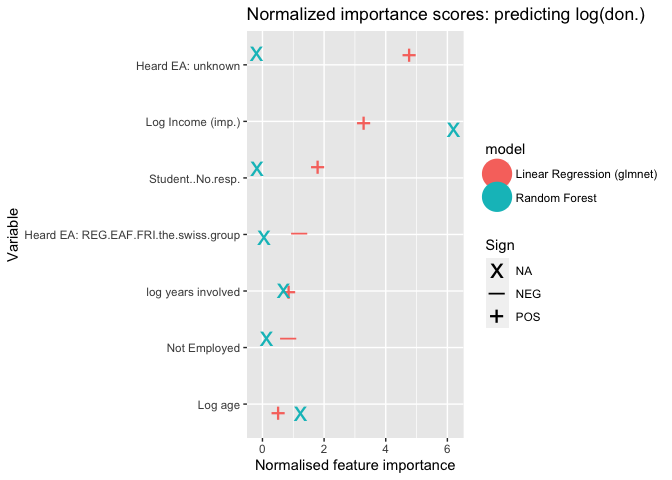 Normalized importance scores: predicting log(don.)
Variable
Heard EA: unknown
Log Income (imp.)
Student..No.resp.
Heard EA: REG.EAF.FRI.the.swiss.group
log years involved
Not Employed
Log age
0 2 4 6
Normalised feature importance
model
Linear Regression (glmnet)
Random Forest
Sign
NA
NEG
POS